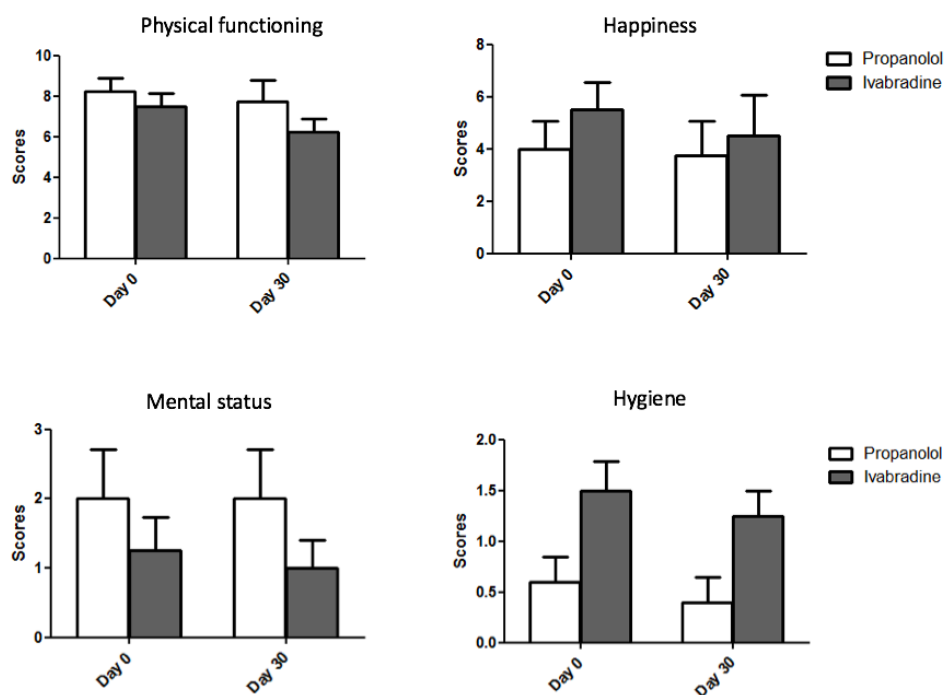 Physical functioning
Scores
10
8
6
4
2
0
Day 0
Day 30
Happiness
Scores
8
6
4
2
0
Day 0
Day 30
Propanolol
Ivabradine
Mental status
Scores
3
2
1
0
Day 0
Day 30
Hygiene
Scores
2.0
1.5
1.0
0.5
0.0
Day 0
Day 30
Propanolol
Ivabradine